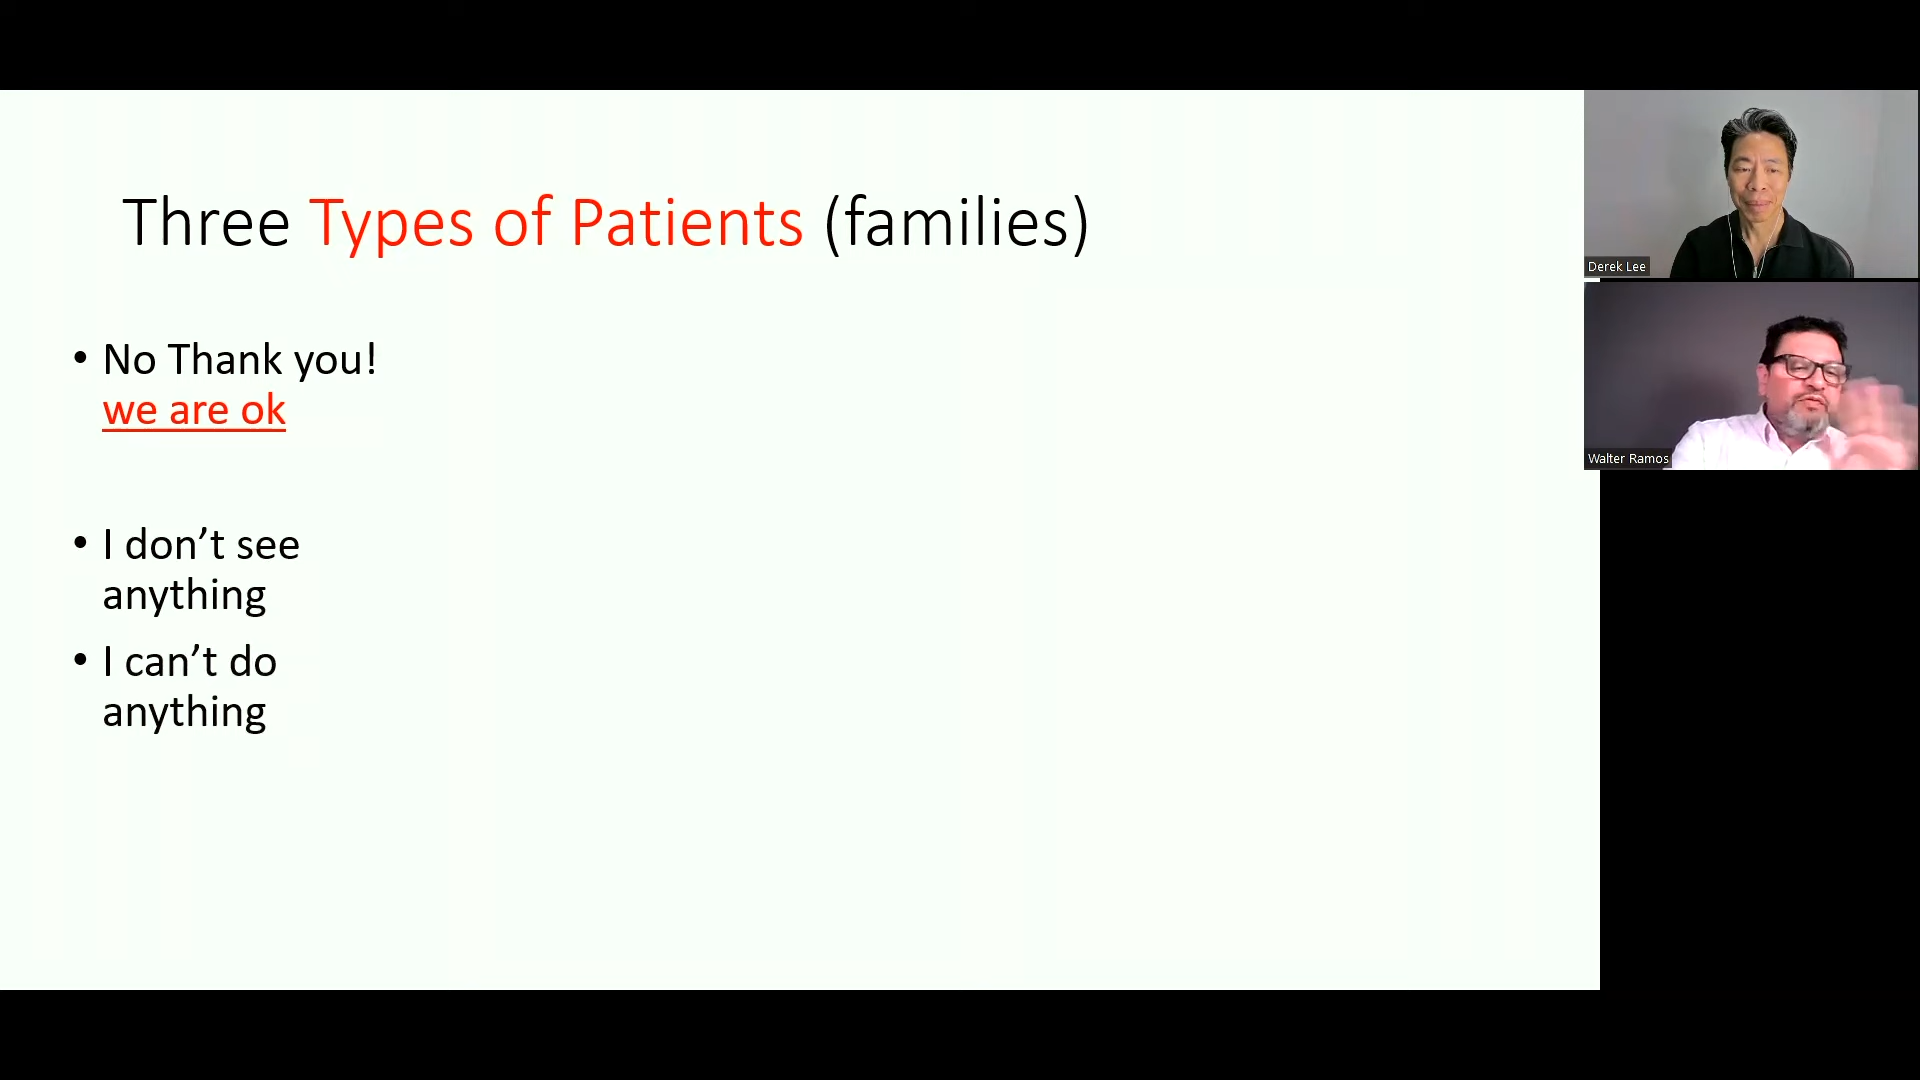 Three Types of Patients (families)
• No Thank you!
we are ok
• I don’t see
anything
• I can’t do
anything
Derek Lee
Walter Ramos